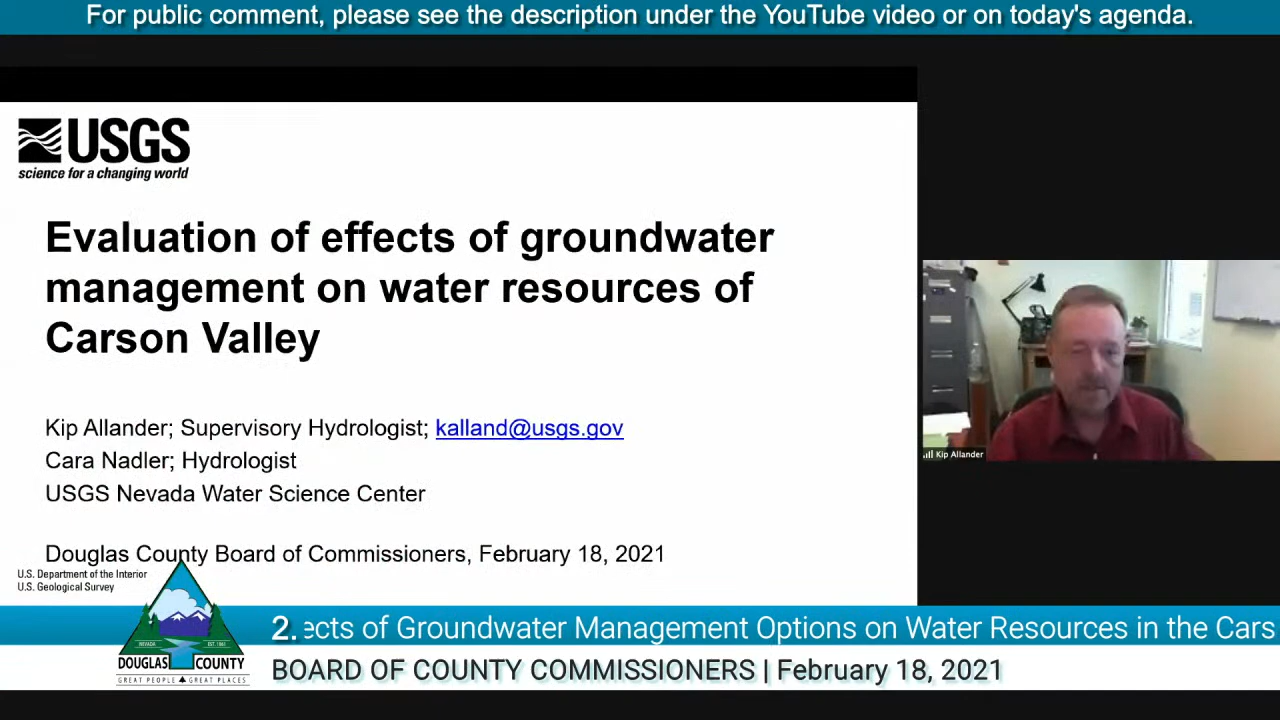 For public comment, please see the description under the YouTube video or on today's agenda.
USGS
science for a changing world
Evaluation of effects of groundwater
management on water resources of
Carson Valley
Kip Allander; Supervisory Hydrologist; kalland@usgs.gov
Cara Nadler; Hydrologist
USGS Nevada Water Science Center
Douglas County Board of Commissioners, February 18, 2021
U.S. Department of the Interior
U.S. Geological Survey
Kip Allander
NEVADA EST. 1861
DOUGLAS COUNTY
GREAT PEOPLE GREAT PLACES
2. ects of Groundwater Management Options on Water Resources in the Cars
BOARD OF COUNTY COMMISSIONERS | February 18, 2021